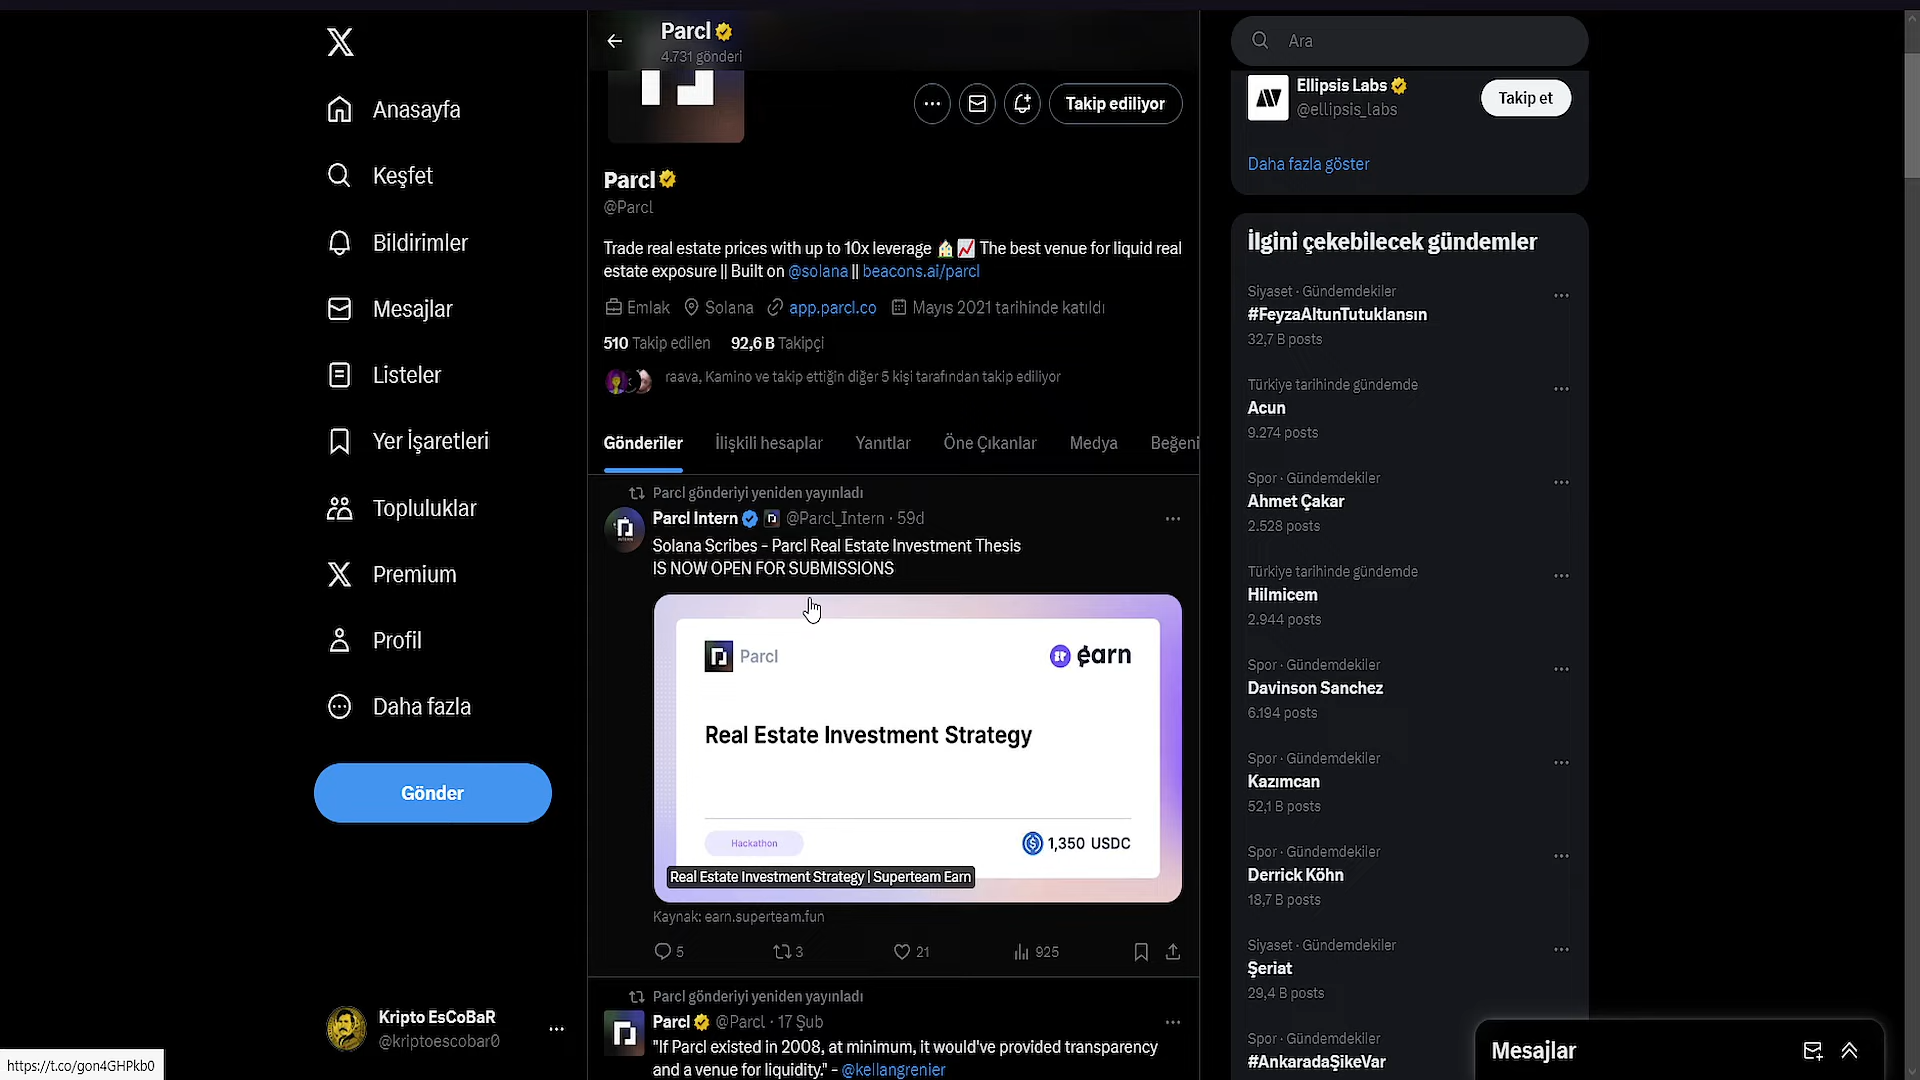 Anasayfa
Keşfet
Bildirimler
Mesajlar
Listeler
Yer İşaretleri
Topluluklar
Premium
Profil
Daha fazla
Gönder
Kripto EsCoBaR
@kriptoescobar0
https://t.co/gon4GHPkb0
Parcl
4.731 gönderi
Takip ediliyor
Parcl
@Parcl
Trade real estate prices with up to 10x leverage 🏠📈 The best venue for liquid real
estate exposure || Built on @solana || beacons.ai/parcl
Emlak Solana app.parcl.co Mayıs 2021 tarihinde katıldı
510 Takip edilen 92,6 B Takipçi
raava, Kamino ve takip ettiğin diğer 5 kişi tarafından takip ediliyor
Gönderiler İlişkili hesaplar Yanıtlar Öne Çıkanlar Medya Beğeni
Parcl gönderiyi yeniden yayınladı
Parcl Intern @Parcl_Intern · 59d
Solana Scribes - Parcl Real Estate Investment Thesis
IS NOW OPEN FOR SUBMISSIONS
Parcl earn
Real Estate Investment Strategy
Hackathon 1,350 USDC
Real Estate Investment Strategy | Superteam Earn
Kaynak: earn.superteam.fun
5 3 21 925
Parcl gönderiyi yeniden yayınladı
Parcl @Parcl · 17 Şub
"If Parcl existed in 2008, at minimum, it would've provided transparency
and a venue for liquidity." - @kellangrenier
Ara
Ellipsis Labs
@ellipsis_labs
Takip et
Daha fazla göster
İlgini çekebilecek gündemler
Siyaset · Gündemdekiler
#FeyzaAltunTutuklansın
32,7 B posts
Türkiye tarihinde gündemde
Acun
9.274 posts
Spor · Gündemdekiler
Ahmet Çakar
2.528 posts
Türkiye tarihinde gündemde
Hilmicem
2.944 posts
Spor · Gündemdekiler
Davinson Sanchez
6.194 posts
Spor · Gündemdekiler
Kazımcan
52,1 B posts
Spor · Gündemdekiler
Derrick Köhn
18,7 B posts
Siyaset · Gündemdekiler
Şeriat
29,4 B posts
Spor · Gündemdekiler
#AnkaradaŞikeVar
Mesajlar